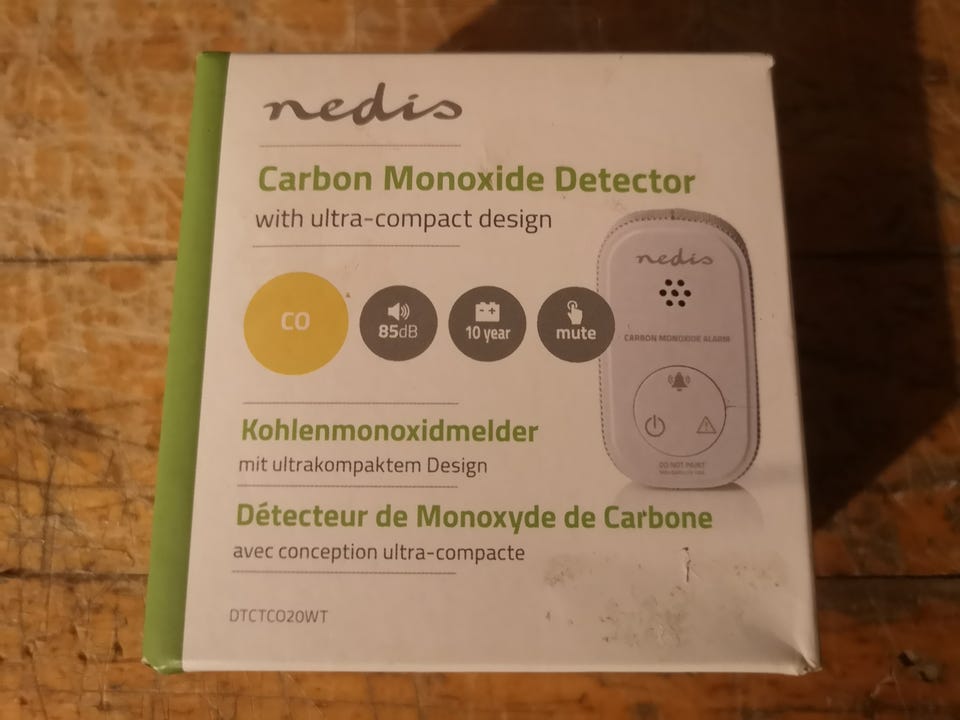 nedis
Carbon Monoxide Detector
with ultra-compact design
CO
85dB
10 year
mute
nedis
CARBON MONOXIDE ALARM
DO NOT PAINT
Kohlenmonoxidmelder
mit ultrakompaktem Design
Détecteur de Monoxyde de Carbone
avec conception ultra-compacte
DTCTCO20WT